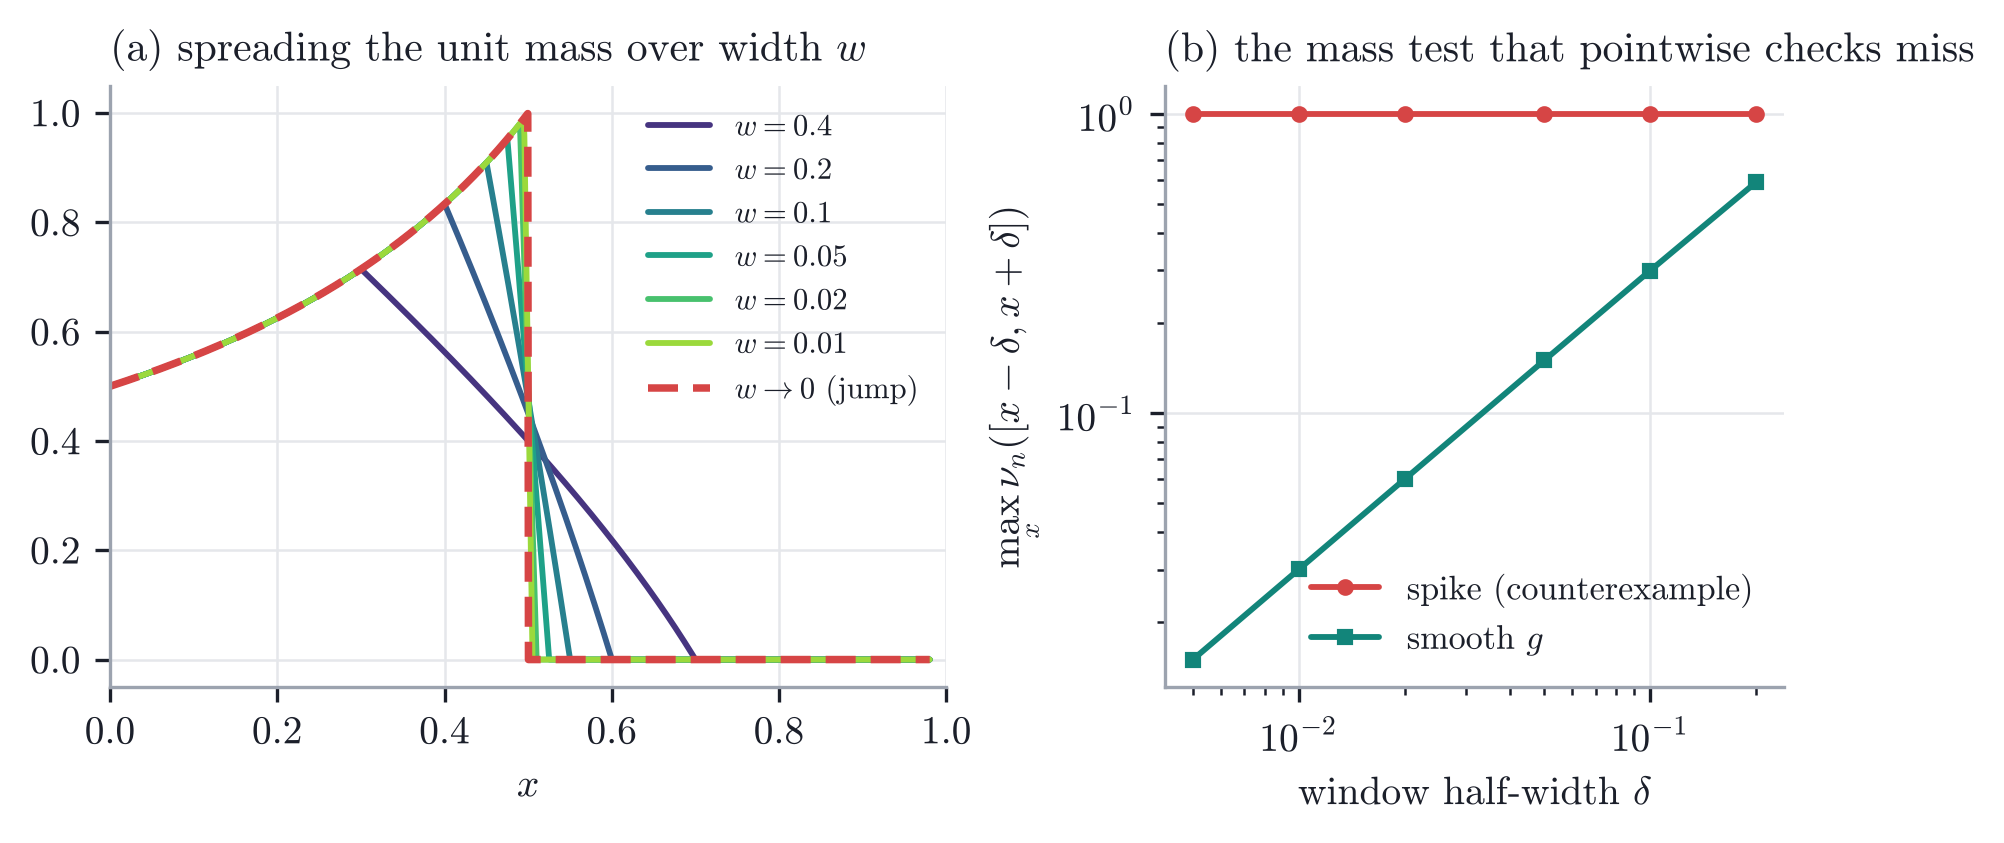 (a) spreading the unit mass over width w
1.0
0.8
0.6
0.4
0.2
0.0
0.0 0.2 0.4 0.6 0.8 1.0
x
w = 0.4
w = 0.2
w = 0.1
w = 0.05
w = 0.02
w = 0.01
w → 0 (jump)
(b) the mass test that pointwise checks miss
max_x ν_n([x − δ, x + δ])
10^0
10^{-1}
10^{-2} 10^{-1}
window half-width δ
spike (counterexample)
smooth g